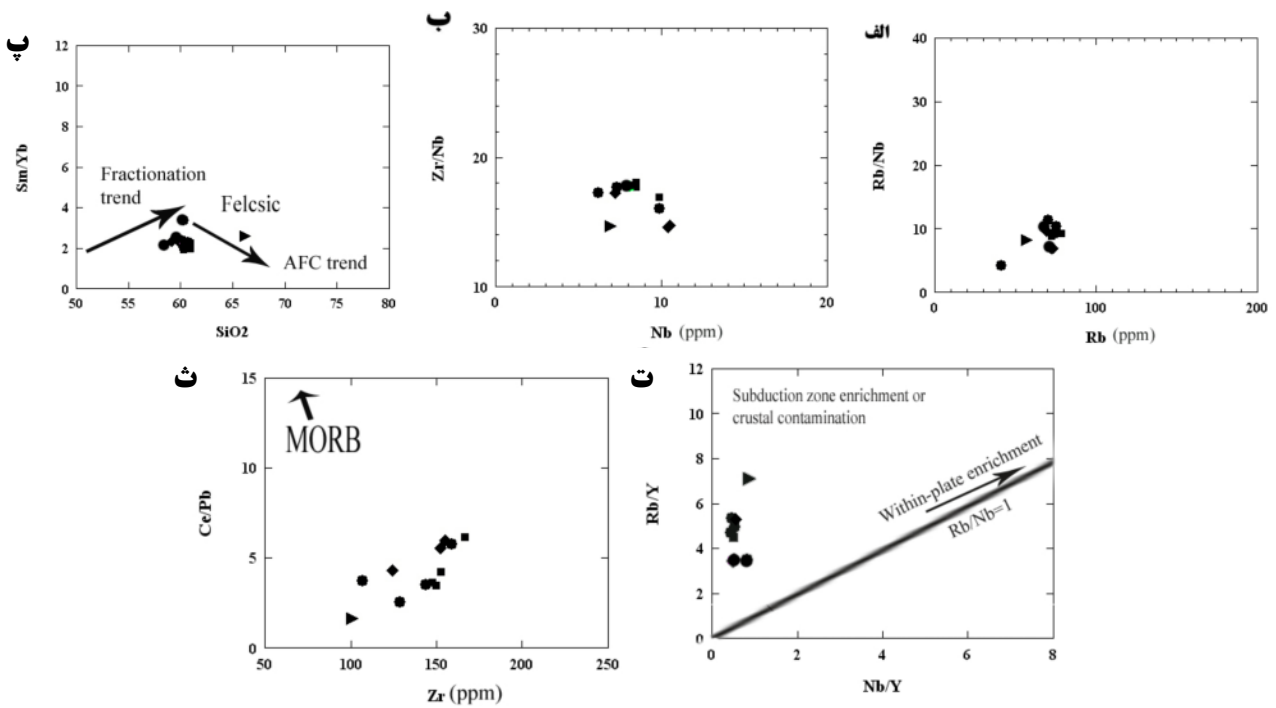 پ
12
10
8
6
4
2
0
Sm/Yb
Fractionation
trend
Felcsic
AFC trend
50
60
70
80
SiO2
ب
30
20
10
Zr/Nb
0
10
20
Nb (ppm)
الف
40
30
20
10
0
Rb/Nb
0
100
200
Rb (ppm)
ث
15
10
5
0
Ce/Pb
MORB
50
100
150
200
250
Zr (ppm)
ت
12
10
8
6
4
2
0
Rb/Y
Subduction zone enrichment or
crustal contamination
Within-plate enrichment
Rb/Nb=1
0
2
4
6
8
Nb/Y